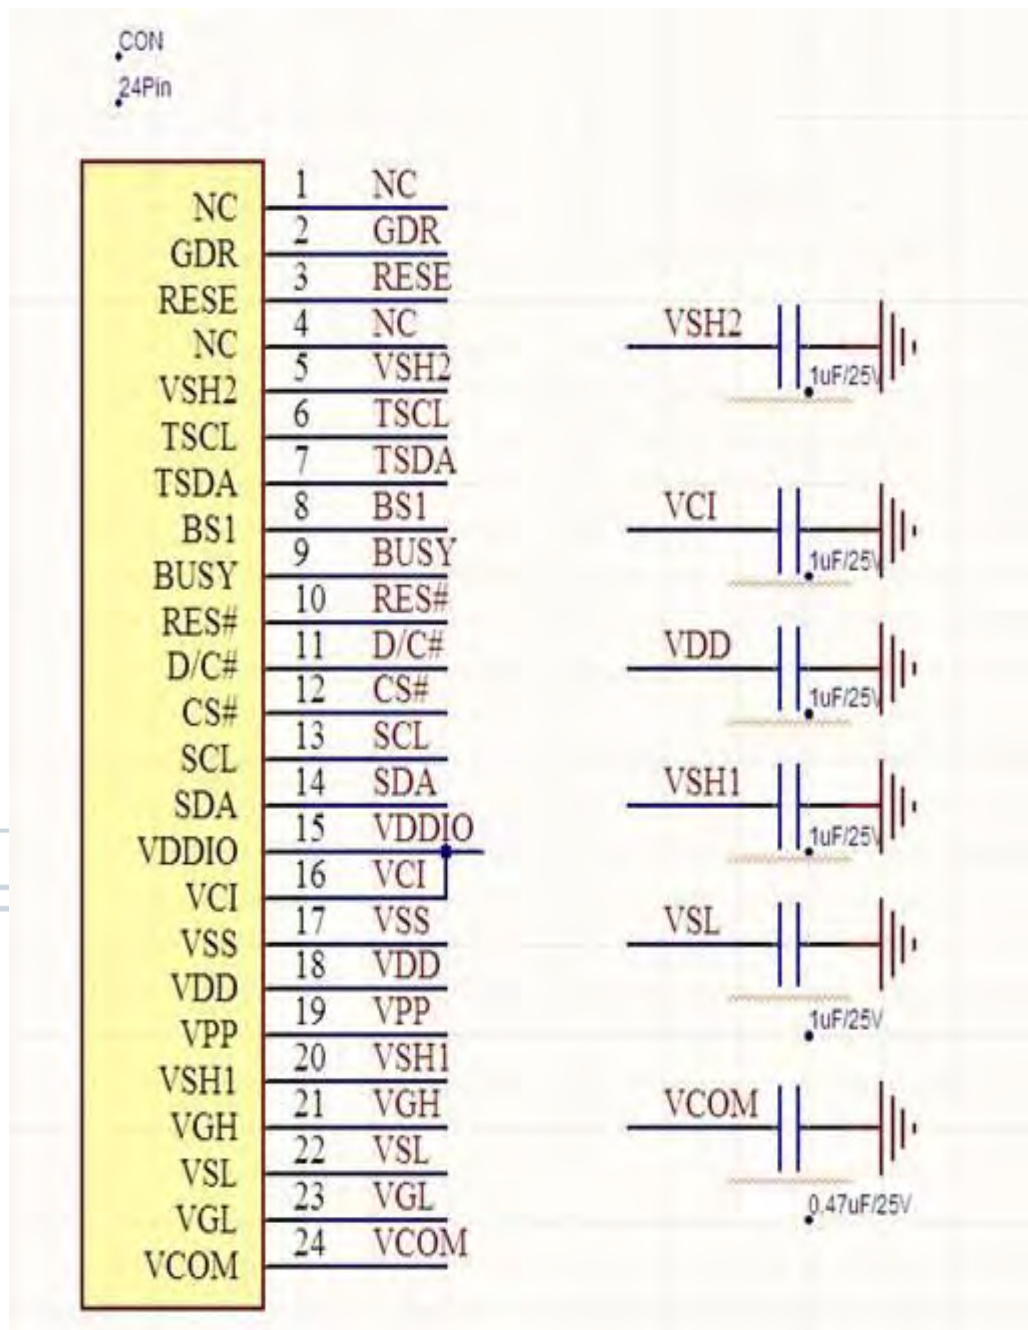 CON
24Pin
NC 1 NC
GDR 2 GDR
RESE 3 RESE
NC 4 NC
VSH2 5 VSH2
TSCL 6 TSCL
TSDA 7 TSDA
BS1 8 BS1
BUSY 9 BUSY
RES# 10 RES#
D/C# 11 D/C#
CS# 12 CS#
SCL 13 SCL
SDA 14 SDA
VDDIO 15 VDDIO
VCI 16 VCI
VSS 17 VSS
VDD 18 VDD
VPP 19 VPP
VSH1 20 VSH1
VGH 21 VGH
VSL 22 VSL
VGL 23 VGL
VCOM 24 VCOM
VSH2
1uF/25V
VCI
1uF/25V
VDD
1uF/25V
VSH1
1uF/25V
VSL
1uF/25V
VCOM
0.47uF/25V